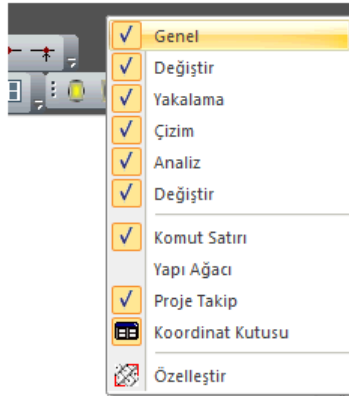 Genel
Değiştir
Yakalama
Çizim
Analiz
Değiştir
Komut Satırı
Yapı Ağacı
Proje Takip
Koordinat Kutusu
Özelleştir